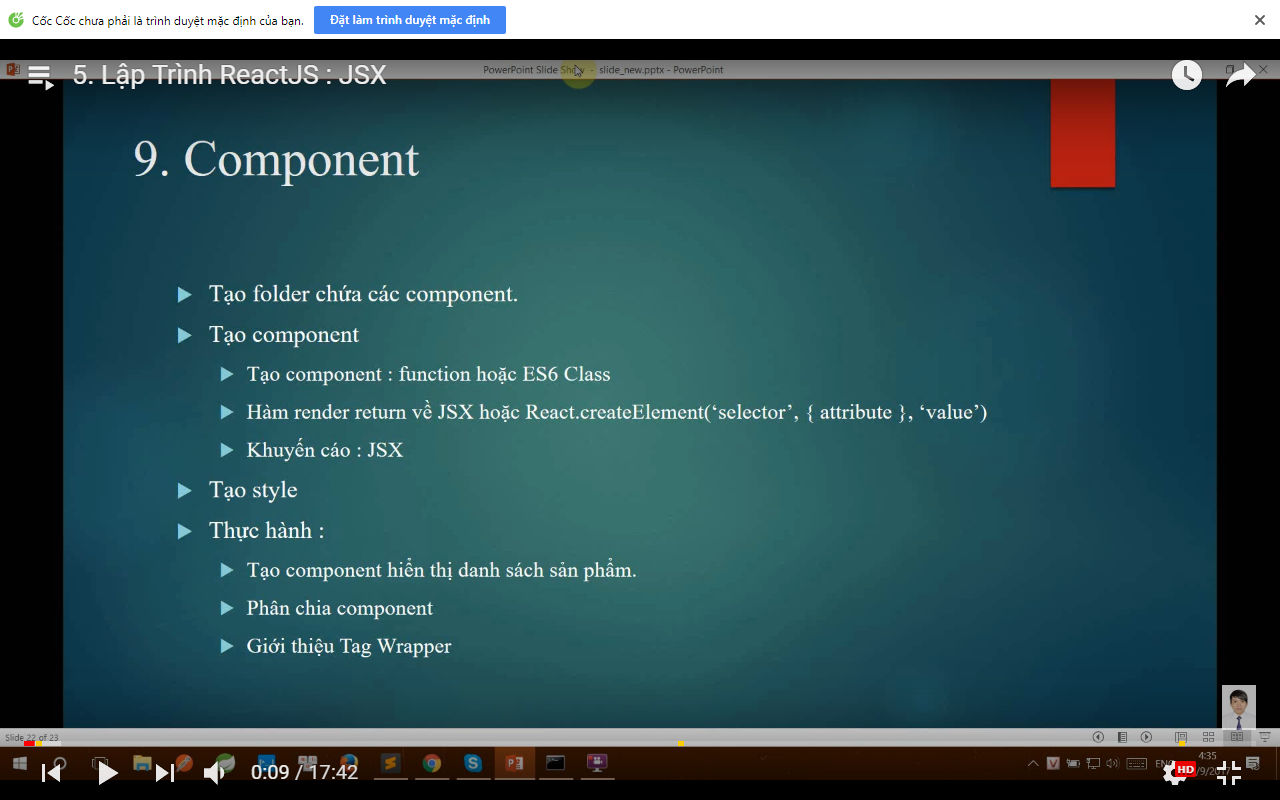 Cốc Cốc chưa phải là trình duyệt mặc định của bạn. Đặt làm trình duyệt mặc định
5. Lập Trình ReactJS : JSX
PowerPoint Slide Show - slide_new.pptx - PowerPoint
9. Component
Tạo folder chứa các component.
Tạo component
Tạo component : function hoặc ES6 Class
Hàm render return về JSX hoặc React.createElement(‘selector’, { attribute }, ‘value’)
Khuyến cáo : JSX
Tạo style
Thực hành :
Tạo component hiển thị danh sách sản phẩm.
Phân chia component
Giới thiệu Tag Wrapper
Slide 22 of 23
4:35
0:09 / 17:42
HD
/9/2017